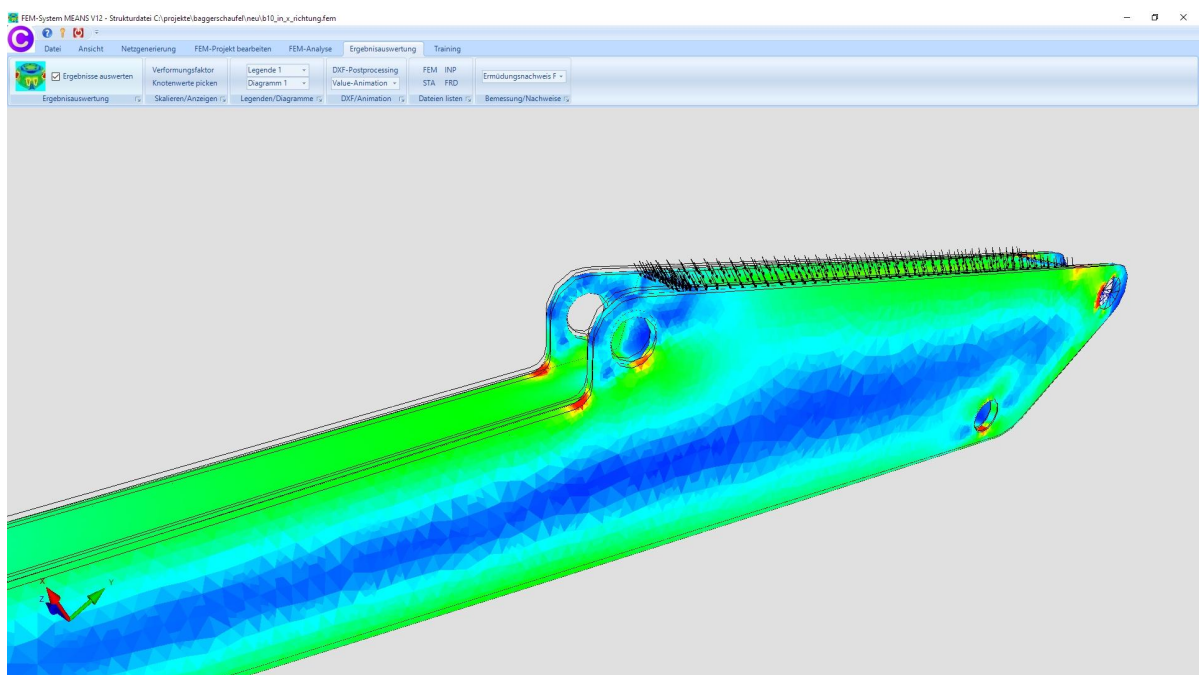 FEM-System MEANS V12 - Strukturdatei C:\projekte\baggerschaufel\neu\b10_in_x_richtung.fem
Datei Ansicht Netzgenerierung FEM-Projekt bearbeiten FEM-Analyse Ergebnisauswertung Training
Ergebnisse auswerten
Ergebnisauswertung
Verformungsfaktor
Knotenwerte picken
Skalieren/Anzeigen
Legende 1
Diagramm 1
Legenden/Diagramme
DXF-Postprocessing
Value-Animation
DXF/Animation
FEM INP
STA FRD
Dateien listen
Ermüdungsnachweis F
Bemessung/Nachweise
X
Y
Z